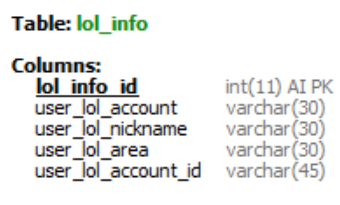 Table: lol_info
Columns:
lol_info_id int(11) AI PK
user_lol_account varchar(30)
user_lol_nickname varchar(30)
user_lol_area varchar(30)
user_lol_account_id varchar(45)